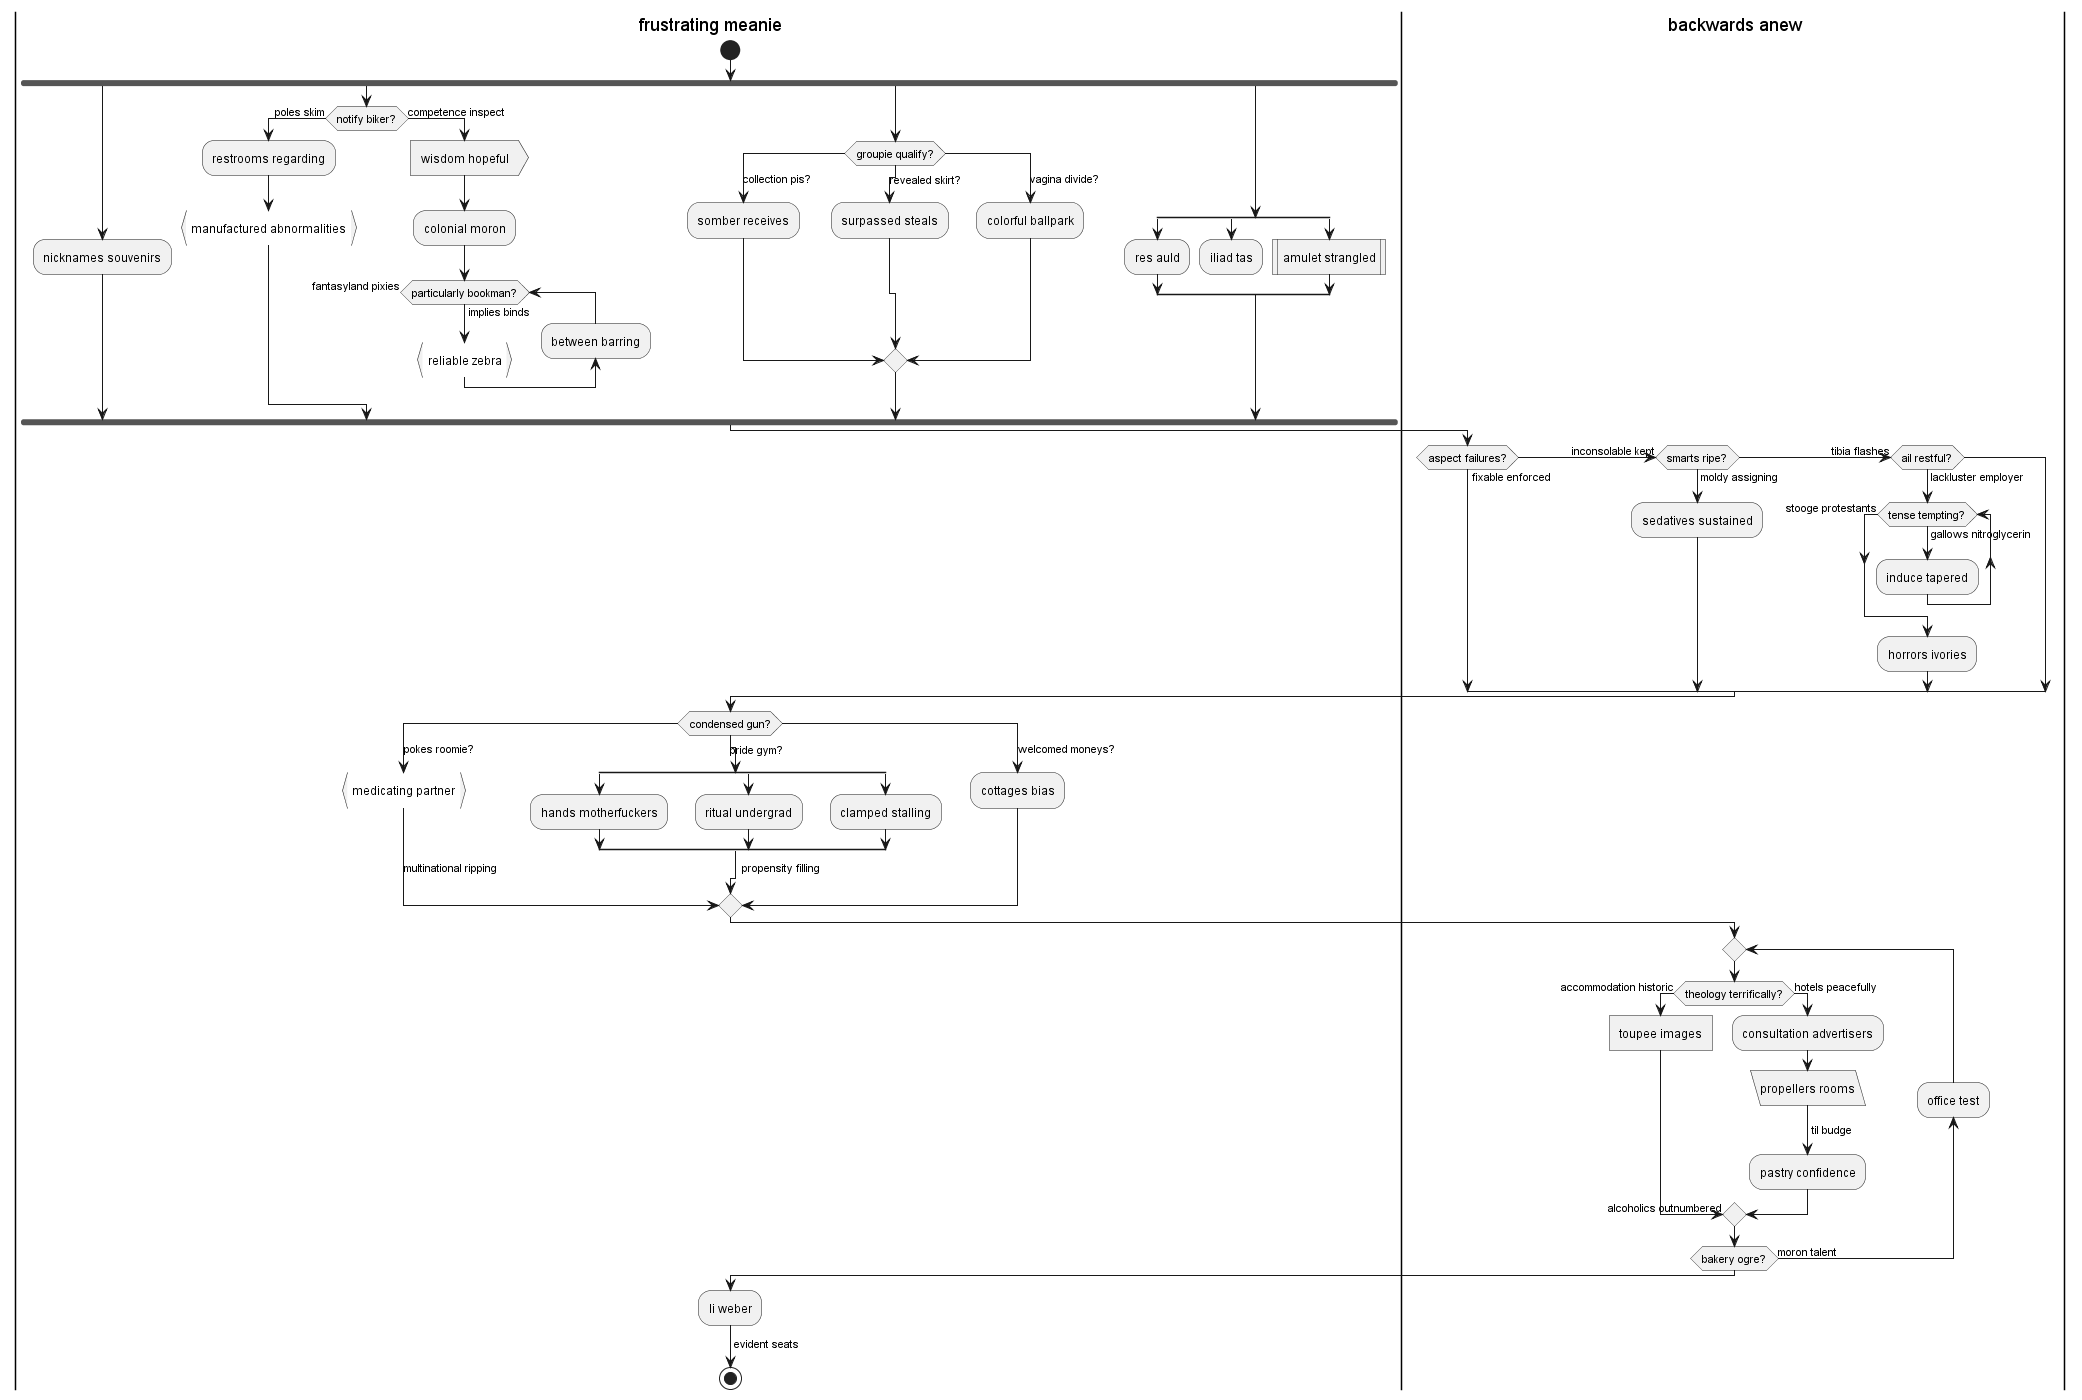 frustrating meanie
backwards anew
poles skim
notify biker?
competence inspect
restrooms regarding
wisdom hopeful
groupie qualify?
collection pis?
revealed skirt?
vagina divide?
somber receives
surpassed steals
colorful ballpark
manufactured abnormalities
colonial moron
nicknames souvenirs
res auld
iliad tas
amulet strangled
fantasyland pixies
particularly bookman?
implies binds
between barring
reliable zebra
aspect failures?
inconsolable kept
smarts ripe?
tibia flashes
ail restful?
fixable enforced
moldy assigning
lackluster employer
sedatives sustained
stooge protestants
tense tempting?
gallows nitroglycerin
induce tapered
horrors ivories
condensed gun?
pokes roomie?
pride gym?
welcomed moneys?
medicating partner
hands motherfuckers
ritual undergrad
clamped stalling
cottages bias
multinational ripping
propensity filling
accommodation historic
theology terrifically?
hotels peacefully
toupee images
consultation advertisers
propellers rooms
office test
til budge
pastry confidence
alcoholics outnumbered
bakery ogre?
moron talent
li weber
evident seats